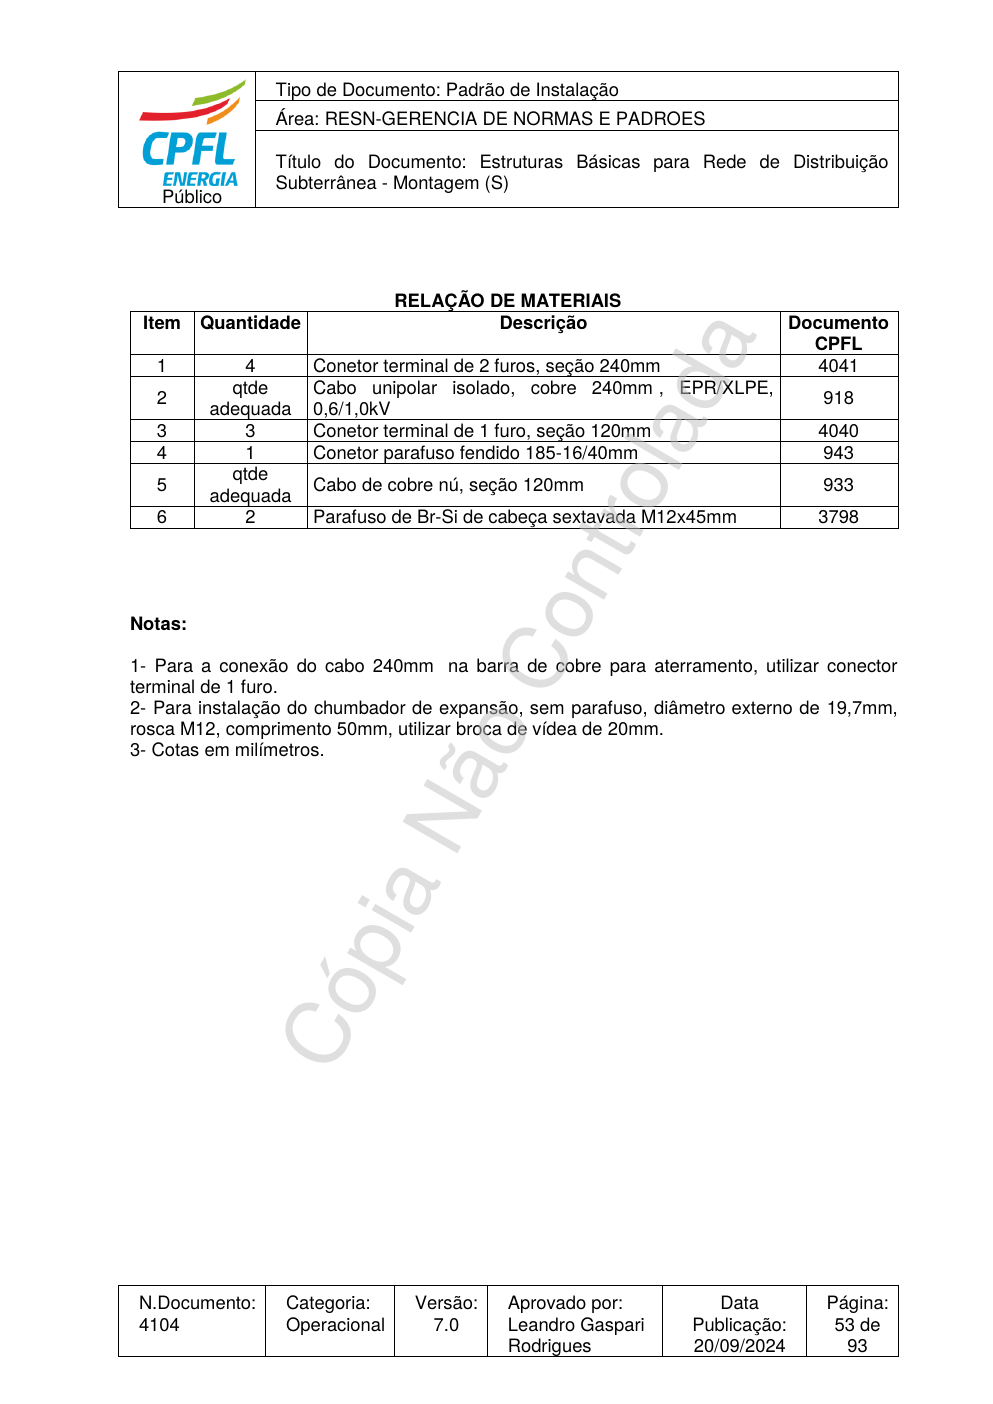 CPFL
ENERGIA
Público
Tipo de Documento: Padrão de Instalação
Área: RESN-GERENCIA DE NORMAS E PADROES
Título do Documento: Estruturas Básicas para Rede de Distribuição
Subterrânea - Montagem (S)
RELAÇÃO DE MATERIAIS
Item Quantidade Descrição Documento
CPFL
1 4 Conetor terminal de 2 furos, seção 240mm 4041
2 qtde adequada Cabo unipolar isolado, cobre 240mm , EPR/XLPE,
0,6/1,0kV 918
3 3 Conetor terminal de 1 furo, seção 120mm 4040
4 1 Conetor parafuso fendido 185-16/40mm 943
5 qtde adequada Cabo de cobre nú, seção 120mm 933
6 2 Parafuso de Br-Si de cabeça sextavada M12x45mm 3798
Notas:
1- Para a conexão do cabo 240mm  na barra de cobre para aterramento, utilizar conector
terminal de 1 furo.
2- Para instalação do chumbador de expansão, sem parafuso, diâmetro externo de 19,7mm,
rosca M12, comprimento 50mm, utilizar broca de vídea de 20mm.
3- Cotas em milímetros.
Cópia Não Controlada
N.Documento:
4104
Categoria:
Operacional
Versão:
7.0
Aprovado por:
Leandro Gaspari
Rodrigues
Data
Publicação:
20/09/2024
Página:
53 de
93